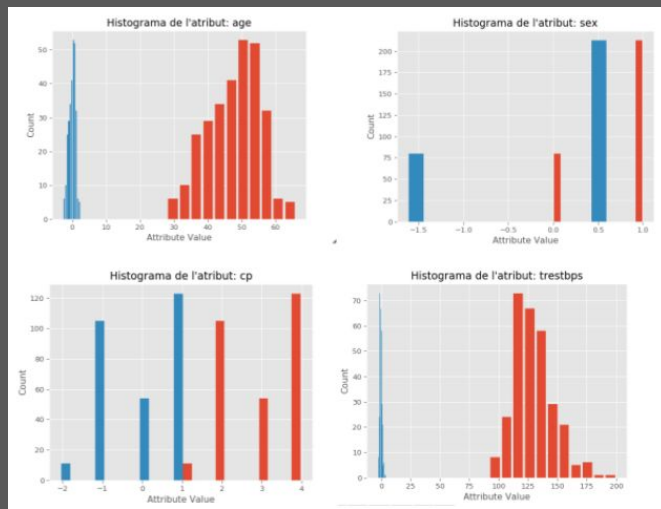 Histograma de l'atribut: age
50
40
30
20
10
0
Count
0 10 20 30 40 50 60
Attribute Value
Histograma de l'atribut: sex
200
175
150
125
100
75
50
25
0
Count
−1.5 −1.0 −0.5 0.0 0.5 1.0
Attribute Value
Histograma de l'atribut: cp
120
100
80
60
40
20
0
Count
−2 −1 0 1 2 3 4
Attribute Value
Histograma de l'atribut: trestbps
70
60
50
40
30
20
10
0
Count
0 25 50 75 100 125 150 175 200
Attribute Value